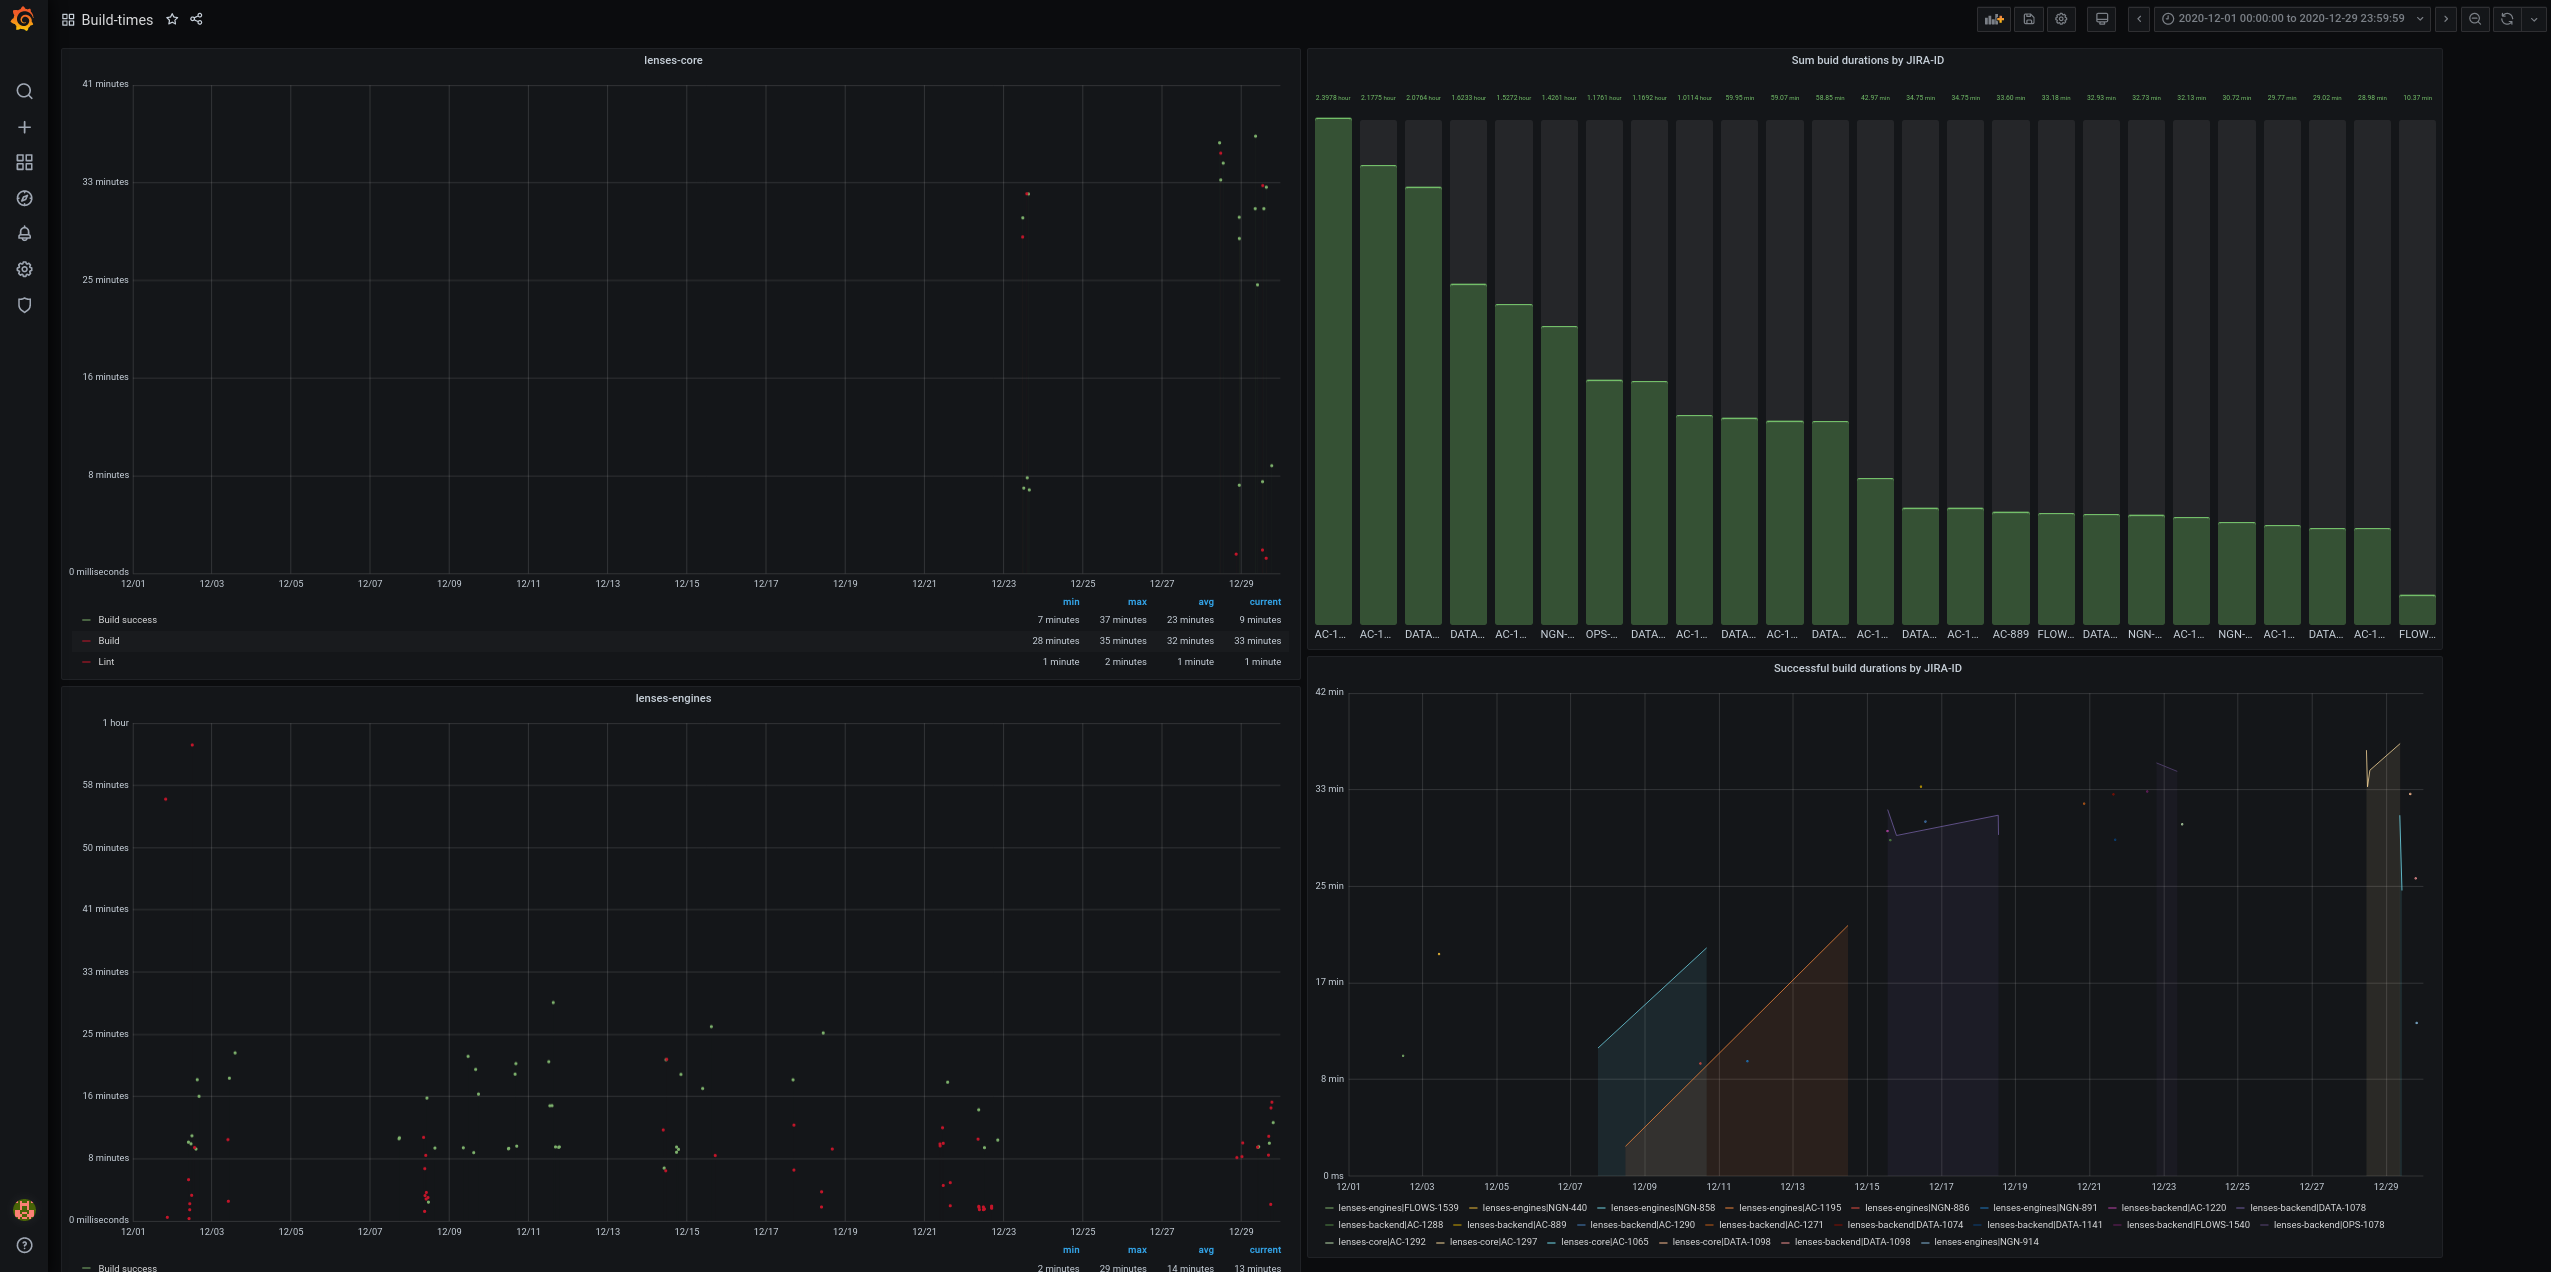 Build-times
2020-12-01 00:00:00 to 2020-12-29 23:59:59
lenses-core
41 minutes
33 minutes
25 minutes
16 minutes
8 minutes
0 milliseconds
12/01 12/03 12/05 12/07 12/09 12/11 12/13 12/15 12/17 12/19 12/21 12/23 12/25 12/27 12/29
min max avg current
Build success 7 minutes 37 minutes 23 minutes 9 minutes
Build 28 minutes 35 minutes 32 minutes 33 minutes
Lint 1 minute 2 minutes 1 minute 1 minute
lenses-engines
1 hour
58 minutes
50 minutes
41 minutes
33 minutes
25 minutes
16 minutes
8 minutes
0 milliseconds
12/01 12/03 12/05 12/07 12/09 12/11 12/13 12/15 12/17 12/19 12/21 12/23 12/25 12/27 12/29
min max avg current
Build success 2 minutes 29 minutes 14 minutes 13 minutes
Sum buid durations by JIRA-ID
2.3978 hour 2.1775 hour 2.0764 hour 1.6233 hour 1.5272 hour 1.4261 hour 1.1761 hour 1.1692 hour 1.0114 hour 59.95 min 59.07 min 58.85 min 42.97 min 34.75 min 34.75 min 33.60 min 33.18 min 32.93 min 32.73 min 32.13 min 30.72 min 29.77 min 29.02 min 28.98 min 10.37 min
AC-1... AC-1... DATA... DATA... AC-1... NGN-... OPS-... DATA... AC-1... DATA... AC-1... DATA... AC-1... DATA... AC-1... AC-889 FLOW... DATA... NGN-... AC-1... NGN-... AC-1... DATA... AC-1... FLOW...
Successful build durations by JIRA-ID
42 min
33 min
25 min
17 min
8 min
0 ms
12/01 12/03 12/05 12/07 12/09 12/11 12/13 12/15 12/17 12/19 12/21 12/23 12/25 12/27 12/29
lenses-engines|FLOWS-1539 lenses-engines|NGN-440 lenses-engines|NGN-858 lenses-engines|AC-1195 lenses-engines|NGN-886 lenses-engines|NGN-891 lenses-backend|AC-1220 lenses-backend|DATA-1078
lenses-backend|AC-1288 lenses-backend|AC-889 lenses-backend|AC-1290 lenses-backend|AC-1271 lenses-backend|DATA-1074 lenses-backend|DATA-1141 lenses-backend|FLOWS-1540 lenses-backend|OPS-1078
lenses-core|AC-1292 lenses-core|AC-1297 lenses-core|AC-1065 lenses-core|DATA-1098 lenses-backend|DATA-1098 lenses-engines|NGN-914